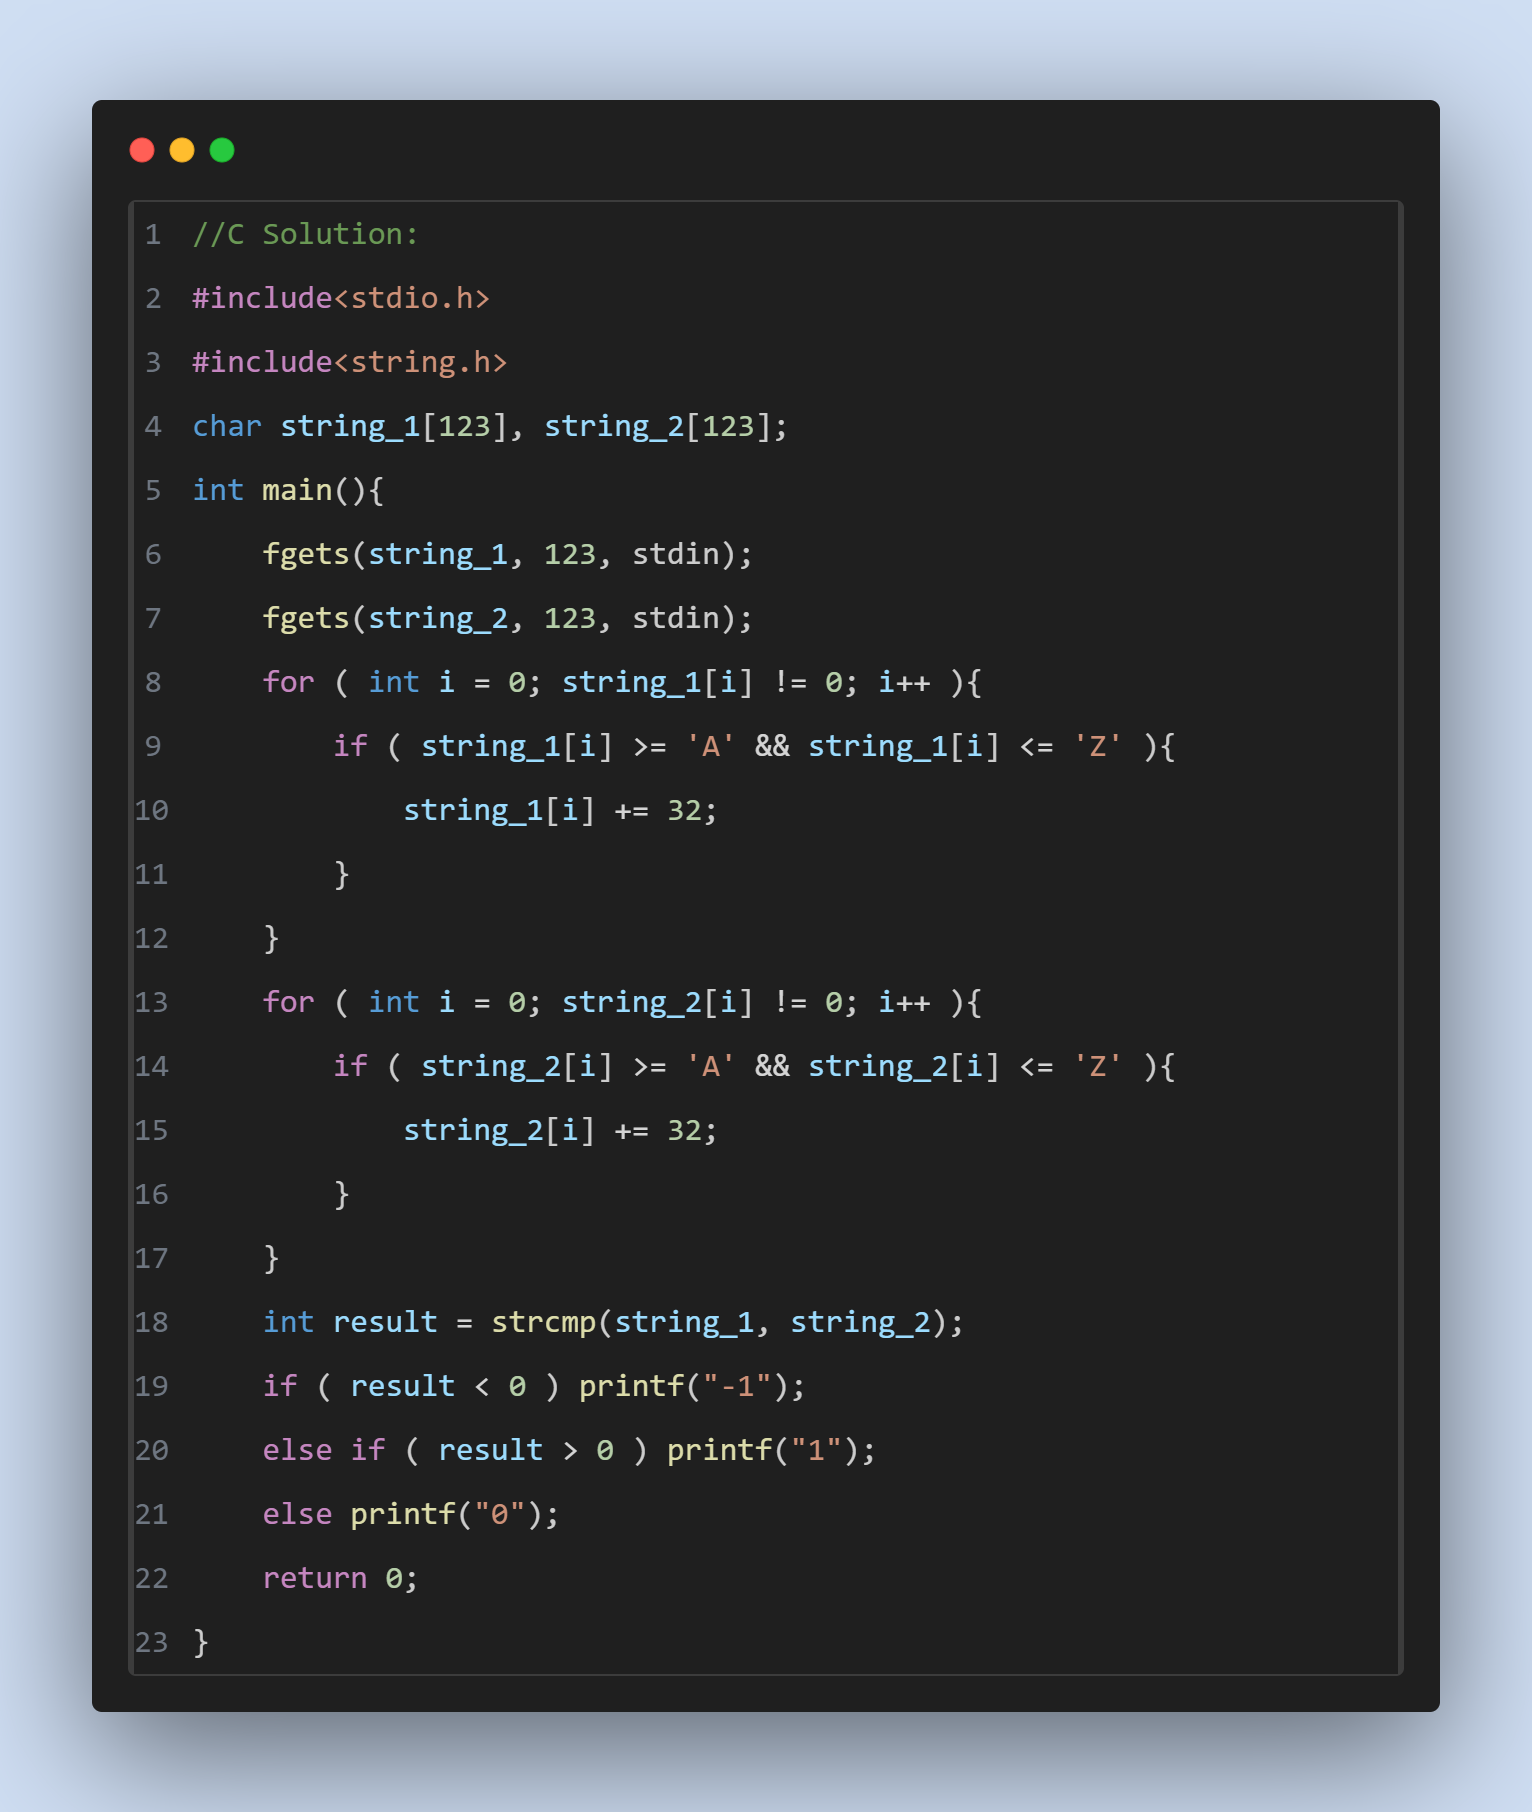 1 //C Solution:
2 #include<stdio.h>
3 #include<string.h>
4 char string_1[123], string_2[123];
5 int main(){
6     fgets(string_1, 123, stdin);
7     fgets(string_2, 123, stdin);
8     for ( int i = 0; string_1[i] != 0; i++ ){
9         if ( string_1[i] >= 'A' && string_1[i] <= 'Z' ){
10             string_1[i] += 32;
11         }
12     }
13     for ( int i = 0; string_2[i] != 0; i++ ){
14         if ( string_2[i] >= 'A' && string_2[i] <= 'Z' ){
15             string_2[i] += 32;
16         }
17     }
18     int result = strcmp(string_1, string_2);
19     if ( result < 0 ) printf("-1");
20     else if ( result > 0 ) printf("1");
21     else printf("0");
22     return 0;
23 }